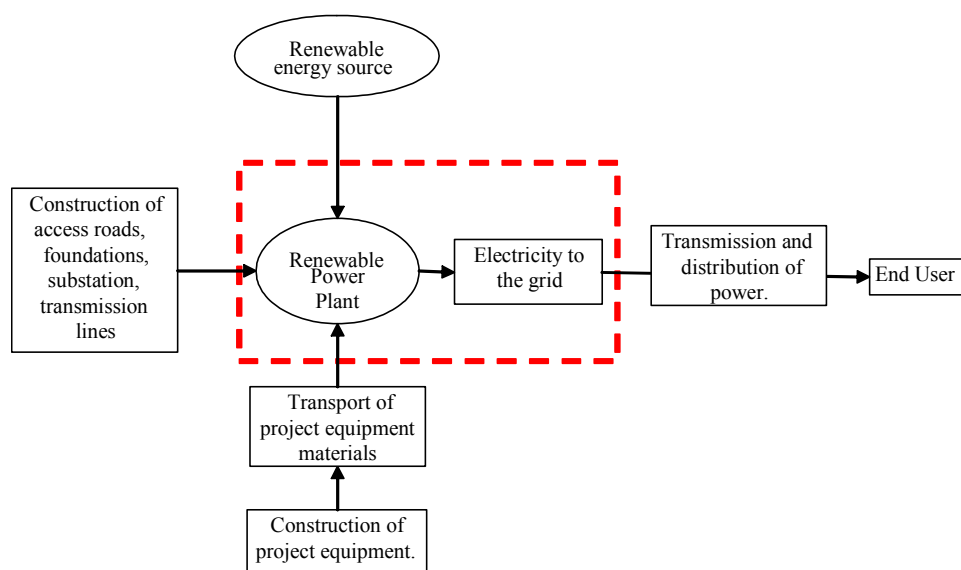 Renewable
energy source
Construction of
access roads,
foundations,
substation,
transmission
lines
Renewable
Power
Plant
Electricity to
the grid
Transmission and
distribution of
power.
End User
Transport of
project equipment
materials
Construction of
project equipment.